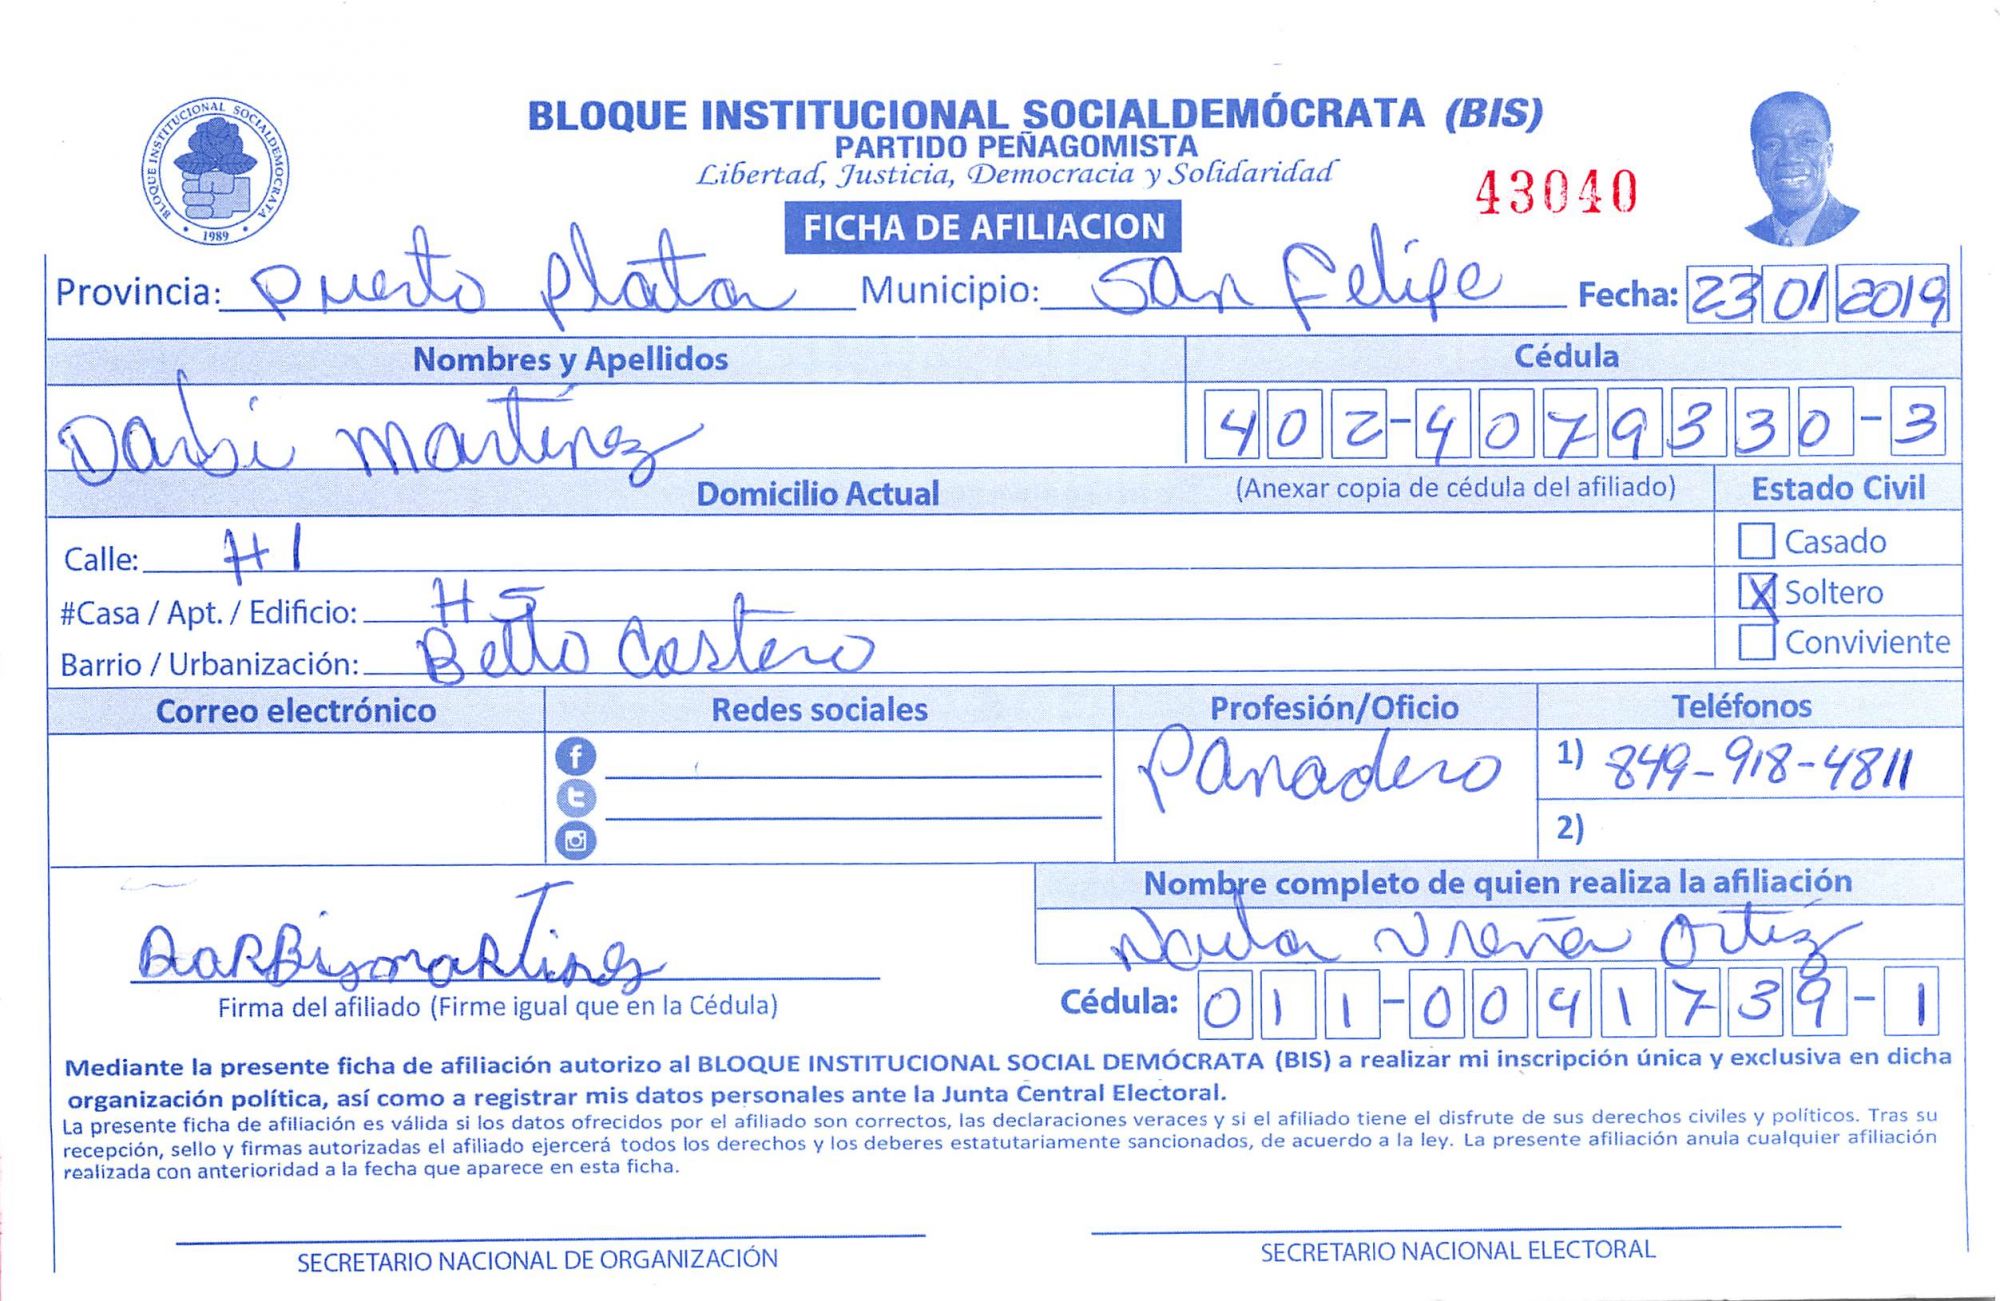 BLOQUE INSTITUCIONAL SOCIALDEMOCRATA
1989
BLOQUE INSTITUCIONAL SOCIALDEMÓCRATA (BIS)
PARTIDO PEÑAGOMISTA
Libertad, Justicia, Democracia y Solidaridad
43040
FICHA DE AFILIACION
Provincia: Puerto Plata Municipio: San Felipe Fecha: 23 01 2019
Nombres y Apellidos Cédula
Darbi Martínez 402-4079330-3
Domicilio Actual (Anexar copia de cédula del afiliado) Estado Civil
Calle: H1 Casado
#Casa / Apt. / Edificio: H5 X Soltero
Barrio / Urbanización: Bello Costero Conviviente
Correo electrónico Redes sociales Profesión/Oficio Teléfonos
Panadero 1) 849-918-4811
2)
Nombre completo de quien realiza la afiliación
Ortiz
Firma del afiliado (Firme igual que en la Cédula) Cédula: 011-0041739-1
Mediante la presente ficha de afiliación autorizo al BLOQUE INSTITUCIONAL SOCIAL DEMÓCRATA (BIS) a realizar mi inscripción única y exclusiva en dicha
organización política, así como a registrar mis datos personales ante la Junta Central Electoral.
La presente ficha de afiliación es válida si los datos ofrecidos por el afiliado son correctos, las declaraciones veraces y si el afiliado tiene el disfrute de sus derechos civiles y políticos. Tras su
recepción, sello y firmas autorizadas el afiliado ejercerá todos los derechos y los deberes estatutariamente sancionados, de acuerdo a la ley. La presente afiliación anula cualquier afiliación
realizada con anterioridad a la fecha que aparece en esta ficha.
SECRETARIO NACIONAL DE ORGANIZACIÓN SECRETARIO NACIONAL ELECTORAL